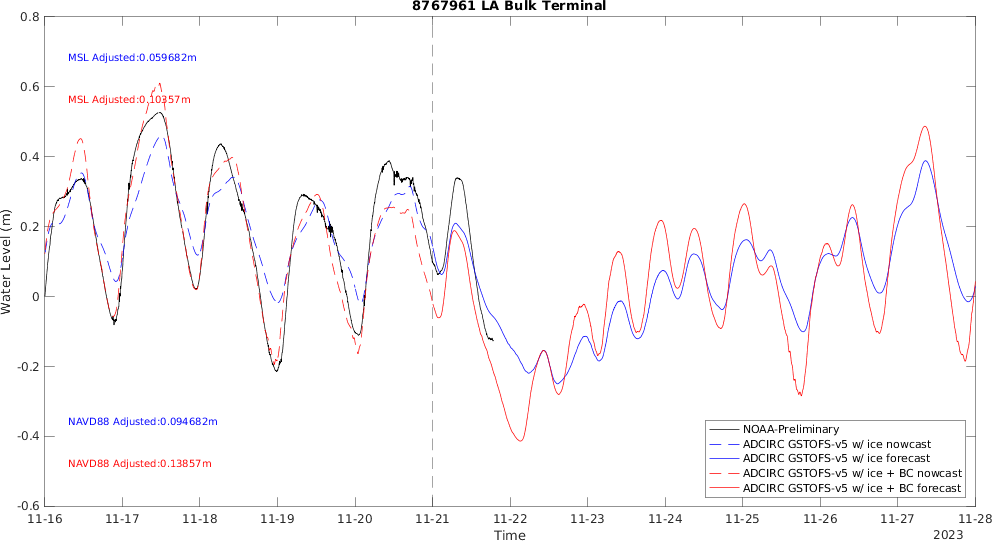 8767961 LA Bulk Terminal
0.8
0.6
0.4
0.2
0
-0.2
-0.4
-0.6
Water Level (m)
MSL Adjusted:0.059682m
MSL Adjusted:0.10357m
NAVD88 Adjusted:0.094682m
NAVD88 Adjusted:0.13857m
NOAA-Preliminary
ADCIRC GSTOFS-v5 w/ ice nowcast
ADCIRC GSTOFS-v5 w/ ice forecast
ADCIRC GSTOFS-v5 w/ ice + BC nowcast
ADCIRC GSTOFS-v5 w/ ice + BC forecast
11-16 11-17 11-18 11-19 11-20 11-21 11-22 11-23 11-24 11-25 11-26 11-27 11-28
Time
2023